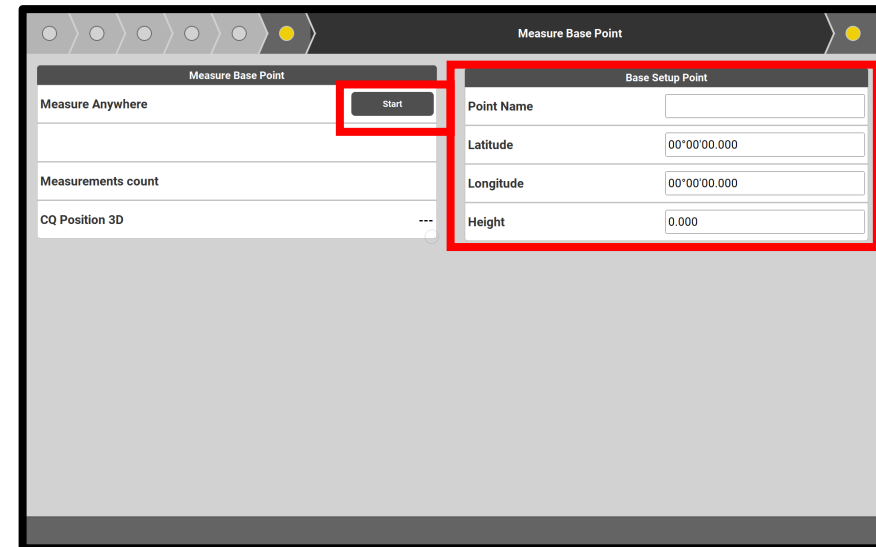 Measure Base Point
Measure Base Point
Measure Anywhere
Start
Measurements count
CQ Position 3D
---
Base Setup Point
Point Name
Latitude
00°00'00.000
Longitude
00°00'00.000
Height
0.000